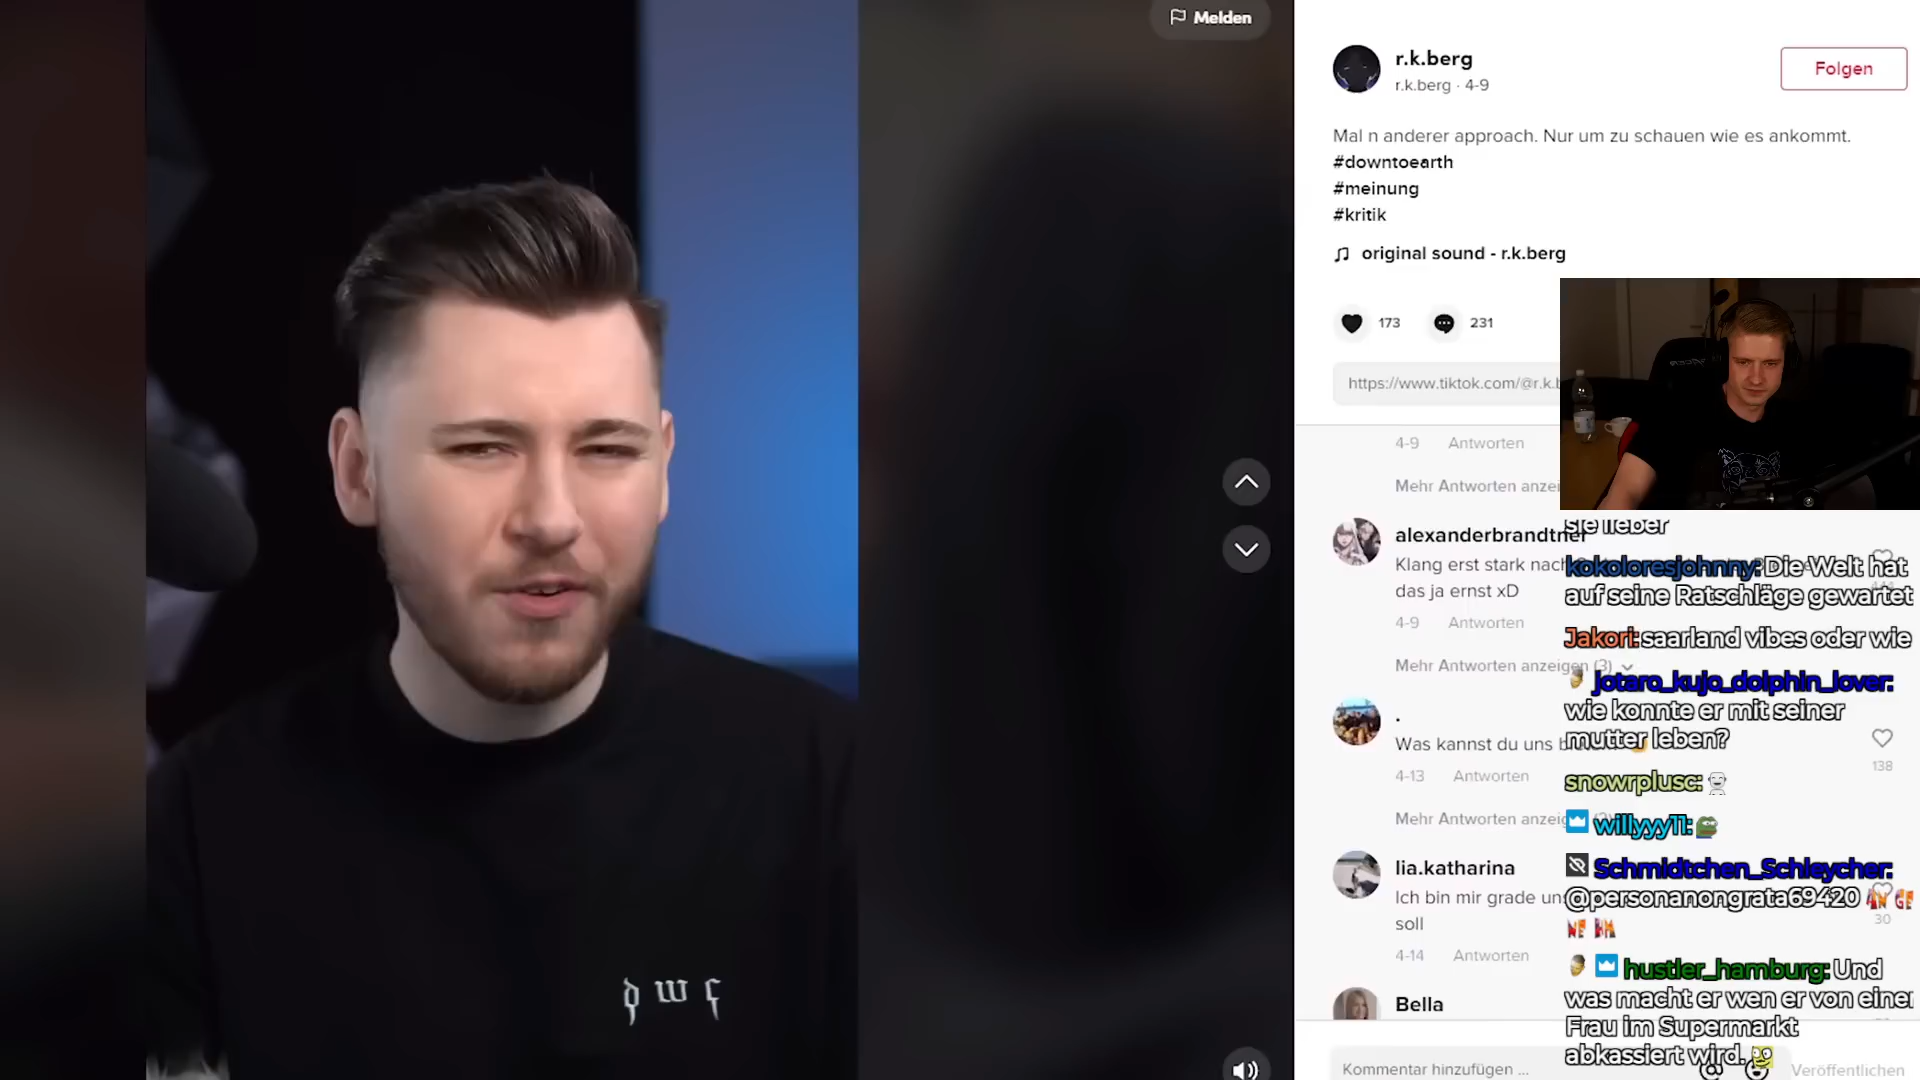 Melden
r.k.berg
r.k.berg · 4-9
Folgen
Mal n anderer approach. Nur um zu schauen wie es ankommt.
#downtoearth
#meinung
#kritik
original sound - r.k.berg
173
231
https://www.tiktok.com/@r.k.b
4-9 Antworten
Mehr Antworten anzei
alexanderbrandtner
Klang erst stark nach
das ja ernst xD
4-9 Antworten
Mehr Antworten anzeigen (3)
.
Was kannst du uns b
138
4-13 Antworten
Mehr Antworten anzeig
lia.katharina
Ich bin mir grade uns
soll
30
4-14 Antworten
Bella
Kommentar hinzufügen ...
Veröffentlichen
sie lieber
kokoloresjohnny: Die Welt hat
auf seine Ratschläge gewartet
Jakori: saarland vibes oder wie
jotaro_kujo_dolphin_lover:
wie konnte er mit seiner
mutter leben?
snowrplusc:
willyyy11:
Schmidtchen_Schleycher:
@personanongrata69420
hustler_hamburg: Und
was macht er wen er von einer
Frau im Supermarkt
abkassiert wird.